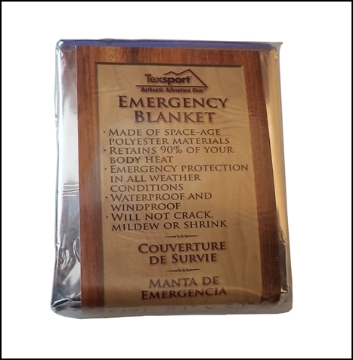 Texsport
Authentic Adventure Gear
EMERGENCY
BLANKET
• MADE OF SPACE-AGE
POLYESTER MATERIALS
• RETAINS 90% OF YOUR
BODY HEAT
• EMERGENCY PROTECTION
IN ALL WEATHER
CONDITIONS
• WATERPROOF AND
WINDPROOF
• WILL NOT CRACK,
MILDEW OR SHRINK
COUVERTURE
DE SURVIE
MANTA DE
EMERGENCIA